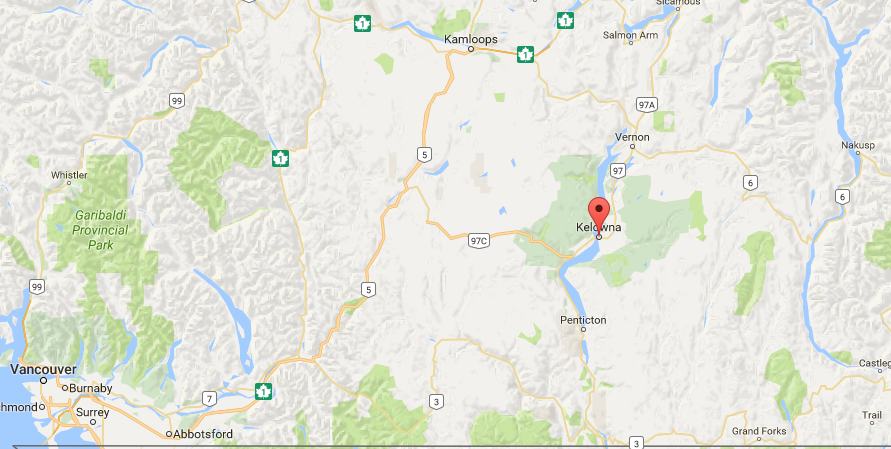 Sicamous
1
1
Salmon Arm
Kamloops
1
99
97A
Vernon
5
1
Nakusp
Whistler
97
6
6
Garibaldi
Provincial
Park
Kelowna
97C
99
5
Penticton
Vancouver
Castleg
Burnaby
1
7
3
hmond
Surrey
Trail
Abbotsford
Grand Forks
3